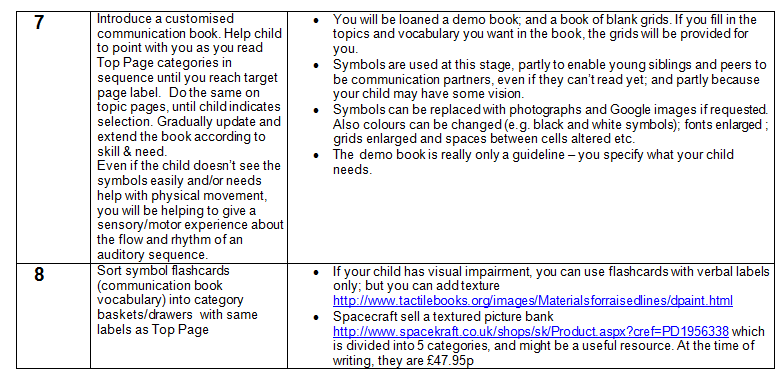 7
Introduce a customised
communication book. Help child
to point with you as you read
Top Page categories in
sequence until you reach target
page label.  Do the same on
topic pages, until child indicates
selection. Gradually update and
extend the book according to
skill & need.
Even if the child doesn't see the
symbols easily and/or needs
help with physical movement,
you will be helping to give a
sensory/motor experience about
the flow and rhythm of an
auditory sequence.
• You will be loaned a demo book; and a book of blank grids. If you fill in the
topics and vocabulary you want in the book, the grids will be provided for
you.
• Symbols are used at this stage, partly to enable young siblings and peers to
be communication partners, even if they can't read yet; and partly because
your child may have some vision.
• Symbols can be replaced with photographs and Google images if requested.
Also colours can be changed (e.g. black and white symbols); fonts enlarged ;
grids enlarged and spaces between cells altered etc.
• The  demo book is really only a guideline – you specify what your child
needs.
8
Sort symbol flashcards
(communication book
vocabulary) into category
baskets/drawers  with same
labels as Top Page
• If your child has visual impairment, you can use flashcards with verbal labels
only; but you can add texture
http://www.tactilebooks.org/images/Materialsforraisedlines/dpaint.html
• Spacecraft sell a textured picture bank
http://www.spacekraft.co.uk/shops/sk/Product.aspx?cref=PD1956338 which
is divided into 5 categories, and might be a useful resource. At the time of
writing, they are £47.95p